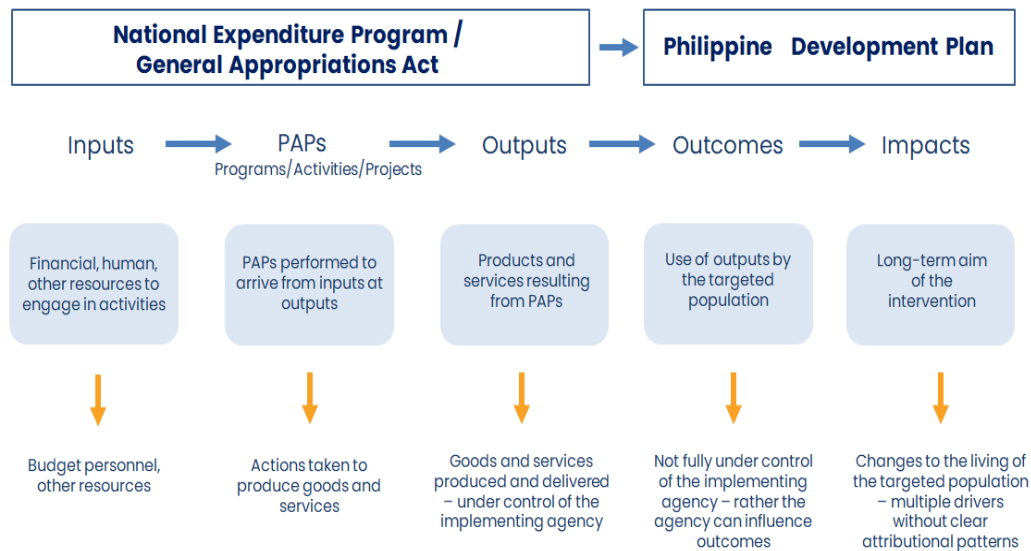 National Expenditure Program /
General Appropriations Act
Philippine Development Plan
Inputs
PAPs
Programs/Activities/Projects
Outputs
Outcomes
Impacts
Financial, human,
other resources to
engage in activities
PAPs performed to
arrive from inputs at
outputs
Products and
services resulting
from PAPs
Use of outputs by
the targeted
population
Long-term aim
of the
intervention
Budget personnel,
other resources
Actions taken to
produce goods and
services
Goods and services
produced and delivered
– under control of the
implementing agency
Not fully under control
of the implementing
agency – rather the
agency can influence
outcomes
Changes to the living of
the targeted population
– multiple drivers
without clear
attributional patterns